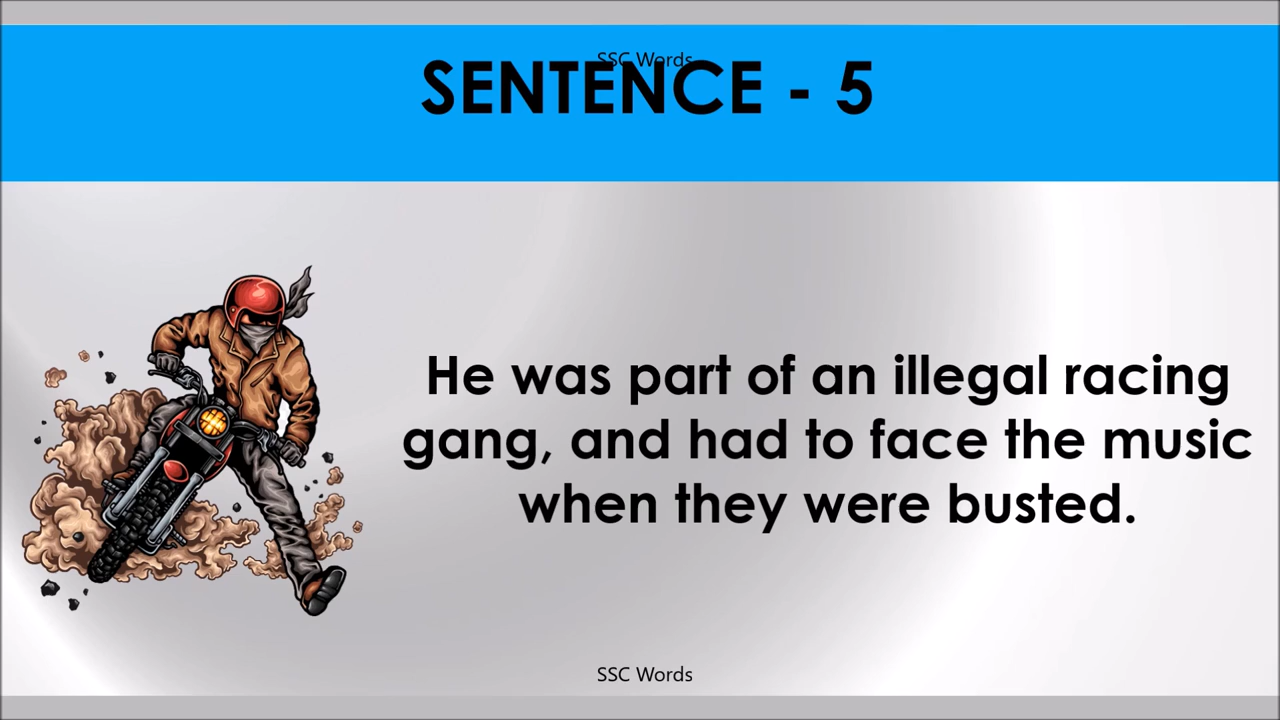 SSC Words
SENTENCE - 5
He was part of an illegal racing
gang, and had to face the music
when they were busted.
SSC Words